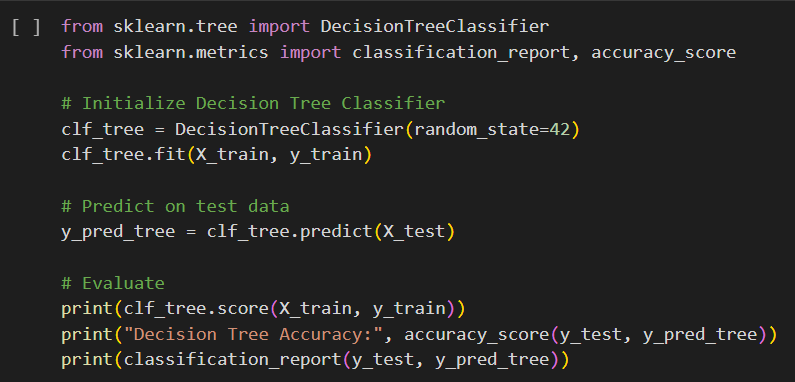 [ ] from sklearn.tree import DecisionTreeClassifier
from sklearn.metrics import classification_report, accuracy_score
# Initialize Decision Tree Classifier
clf_tree = DecisionTreeClassifier(random_state=42)
clf_tree.fit(X_train, y_train)
# Predict on test data
y_pred_tree = clf_tree.predict(X_test)
# Evaluate
print(clf_tree.score(X_train, y_train))
print("Decision Tree Accuracy:", accuracy_score(y_test, y_pred_tree))
print(classification_report(y_test, y_pred_tree))